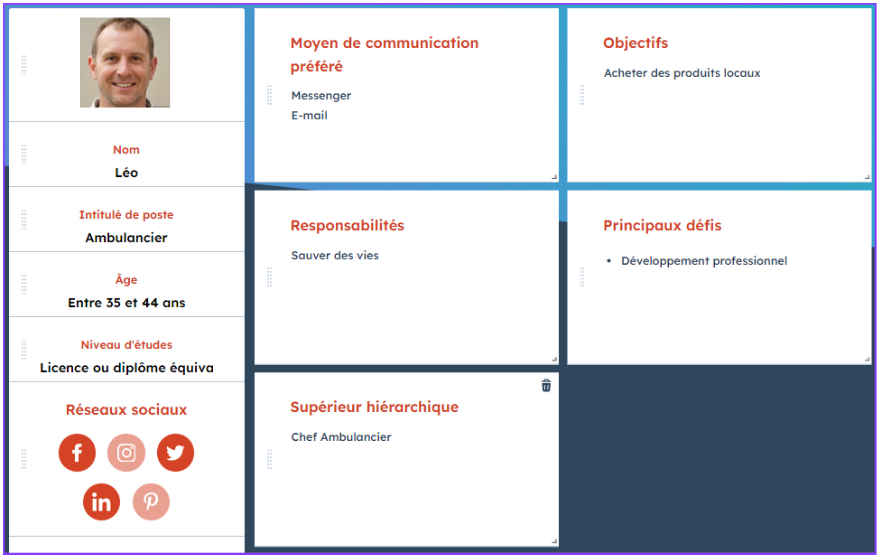 Nom
Léo
Intitulé de poste
Ambulancier
Âge
Entre 35 et 44 ans
Niveau d'études
Licence ou diplôme équiva
Réseaux sociaux
f
in
Moyen de communication
préféré
Messenger
E-mail
Objectifs
Acheter des produits locaux
Responsabilités
Sauver des vies
Principaux défis
• Développement professionnel
Supérieur hiérarchique
Chef Ambulancier